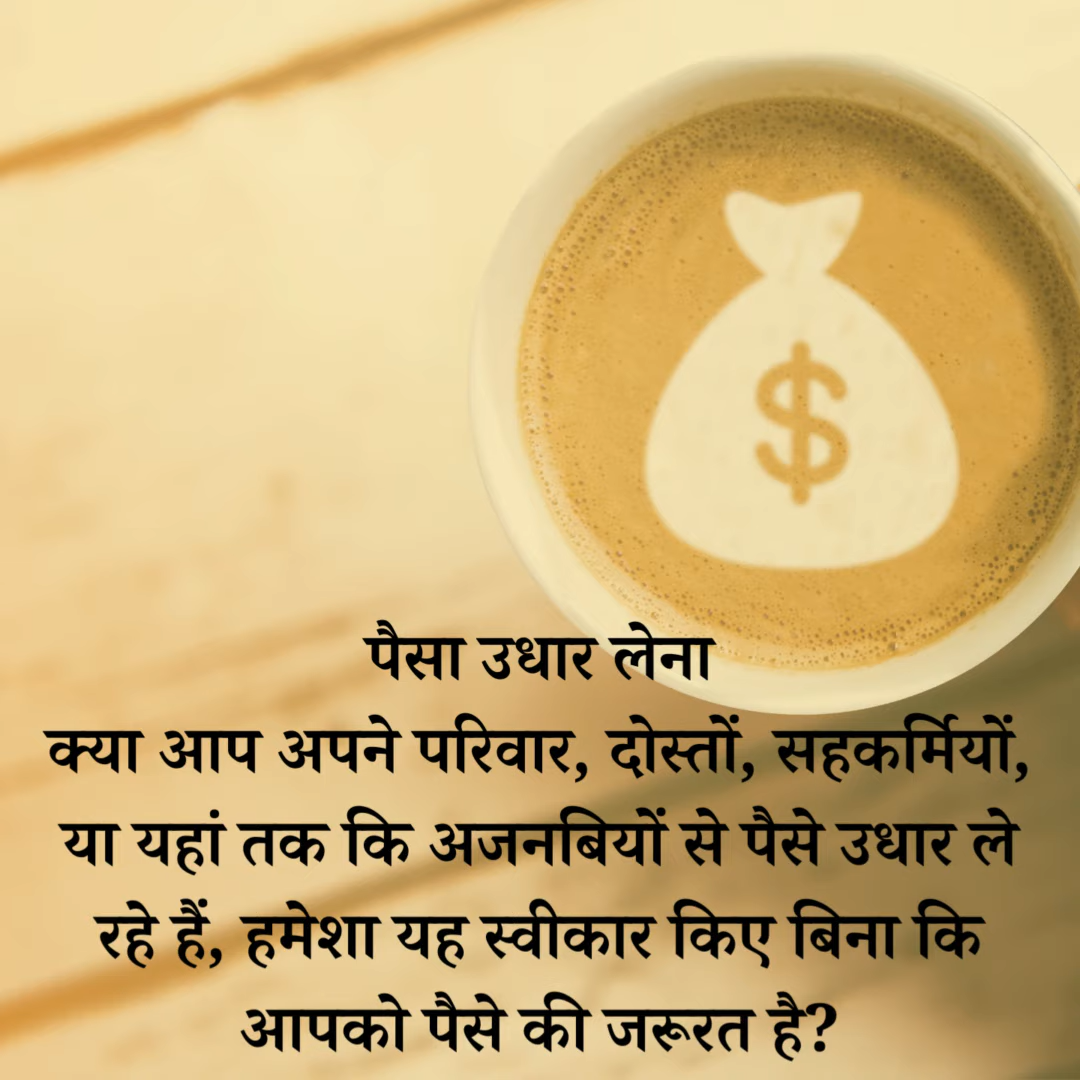 $
पैसा उधार लेना
क्या आप अपने परिवार, दोस्तों, सहकर्मियों,
या यहां तक कि अजनबियों से पैसे उधार ले
रहे हैं, हमेशा यह स्वीकार किए बिना कि
आपको पैसे की जरूरत है?